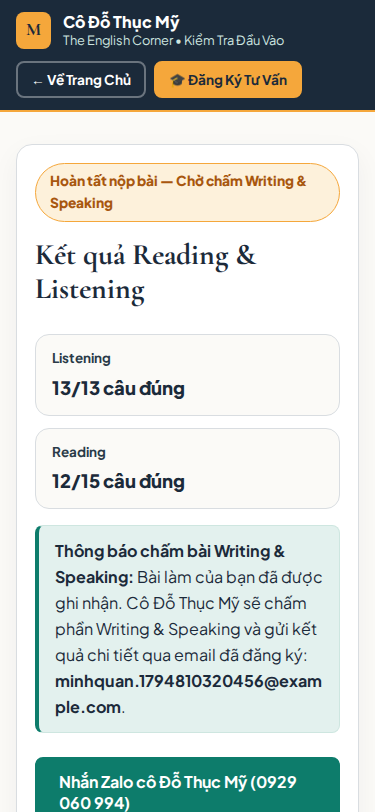 M
Cô Đỗ Thục Mỹ
The English Corner • Kiểm Tra Đầu Vào
← Về Trang Chủ
🎓 Đăng Ký Tư Vấn
Hoàn tất nộp bài — Chờ chấm Writing &
Speaking
Kết quả Reading &
Listening
Listening
13/13 câu đúng
Reading
12/15 câu đúng
Thông báo chấm bài Writing &
Speaking: Bài làm của bạn đã được
ghi nhận. Cô Đỗ Thục Mỹ sẽ chấm
phần Writing & Speaking và gửi kết
quả chi tiết qua email đã đăng ký:
minhquan.1794810320456@exam
ple.com.
Nhắn Zalo cô Đỗ Thục Mỹ (0929
060 994)